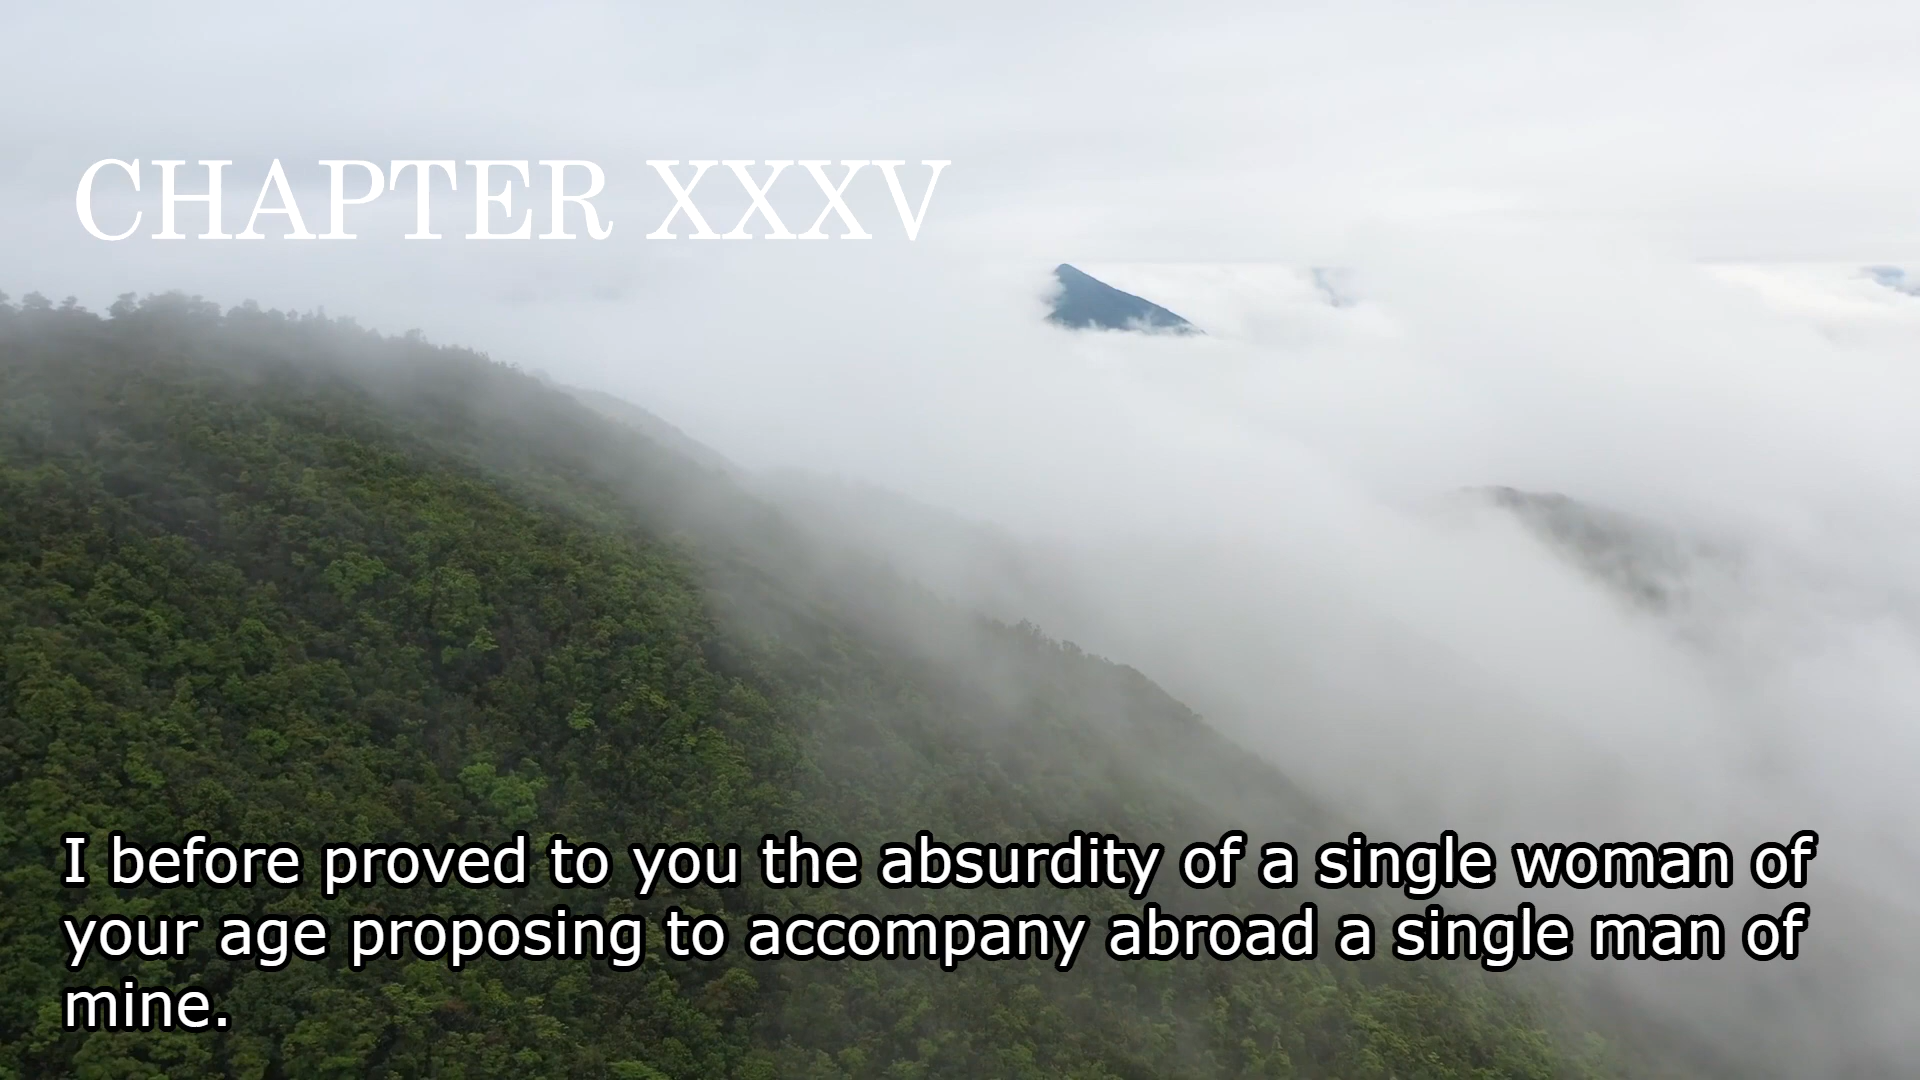 CHAPTER XXXV
I before proved to you the absurdity of a single woman of
your age proposing to accompany abroad a single man of
mine.